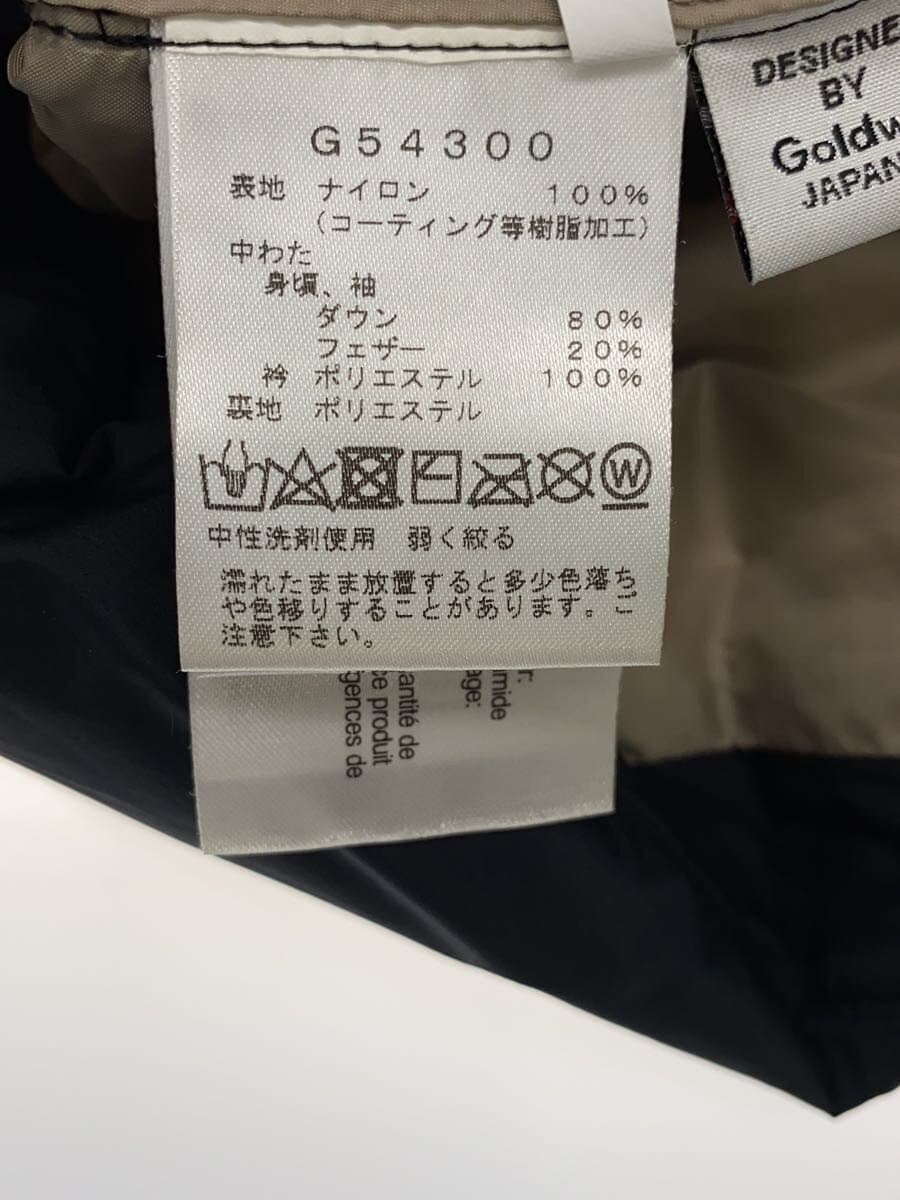 G54300
表地 ナイロン 100%
(コーティング等樹脂加工)
中わた
身頃、袖
ダウン 80%
フェザー 20%
衿 ポリエステル 100%
裏地 ポリエステル
W
中性洗剤使用 弱く絞る
濡れたまま放置すると多少色落ち
や色移りすることがあります。ご
注意下さい。
DESIGNE
BY
Goldw
JAPAN
r:
mide
age:
antité de
ce produit
gences de